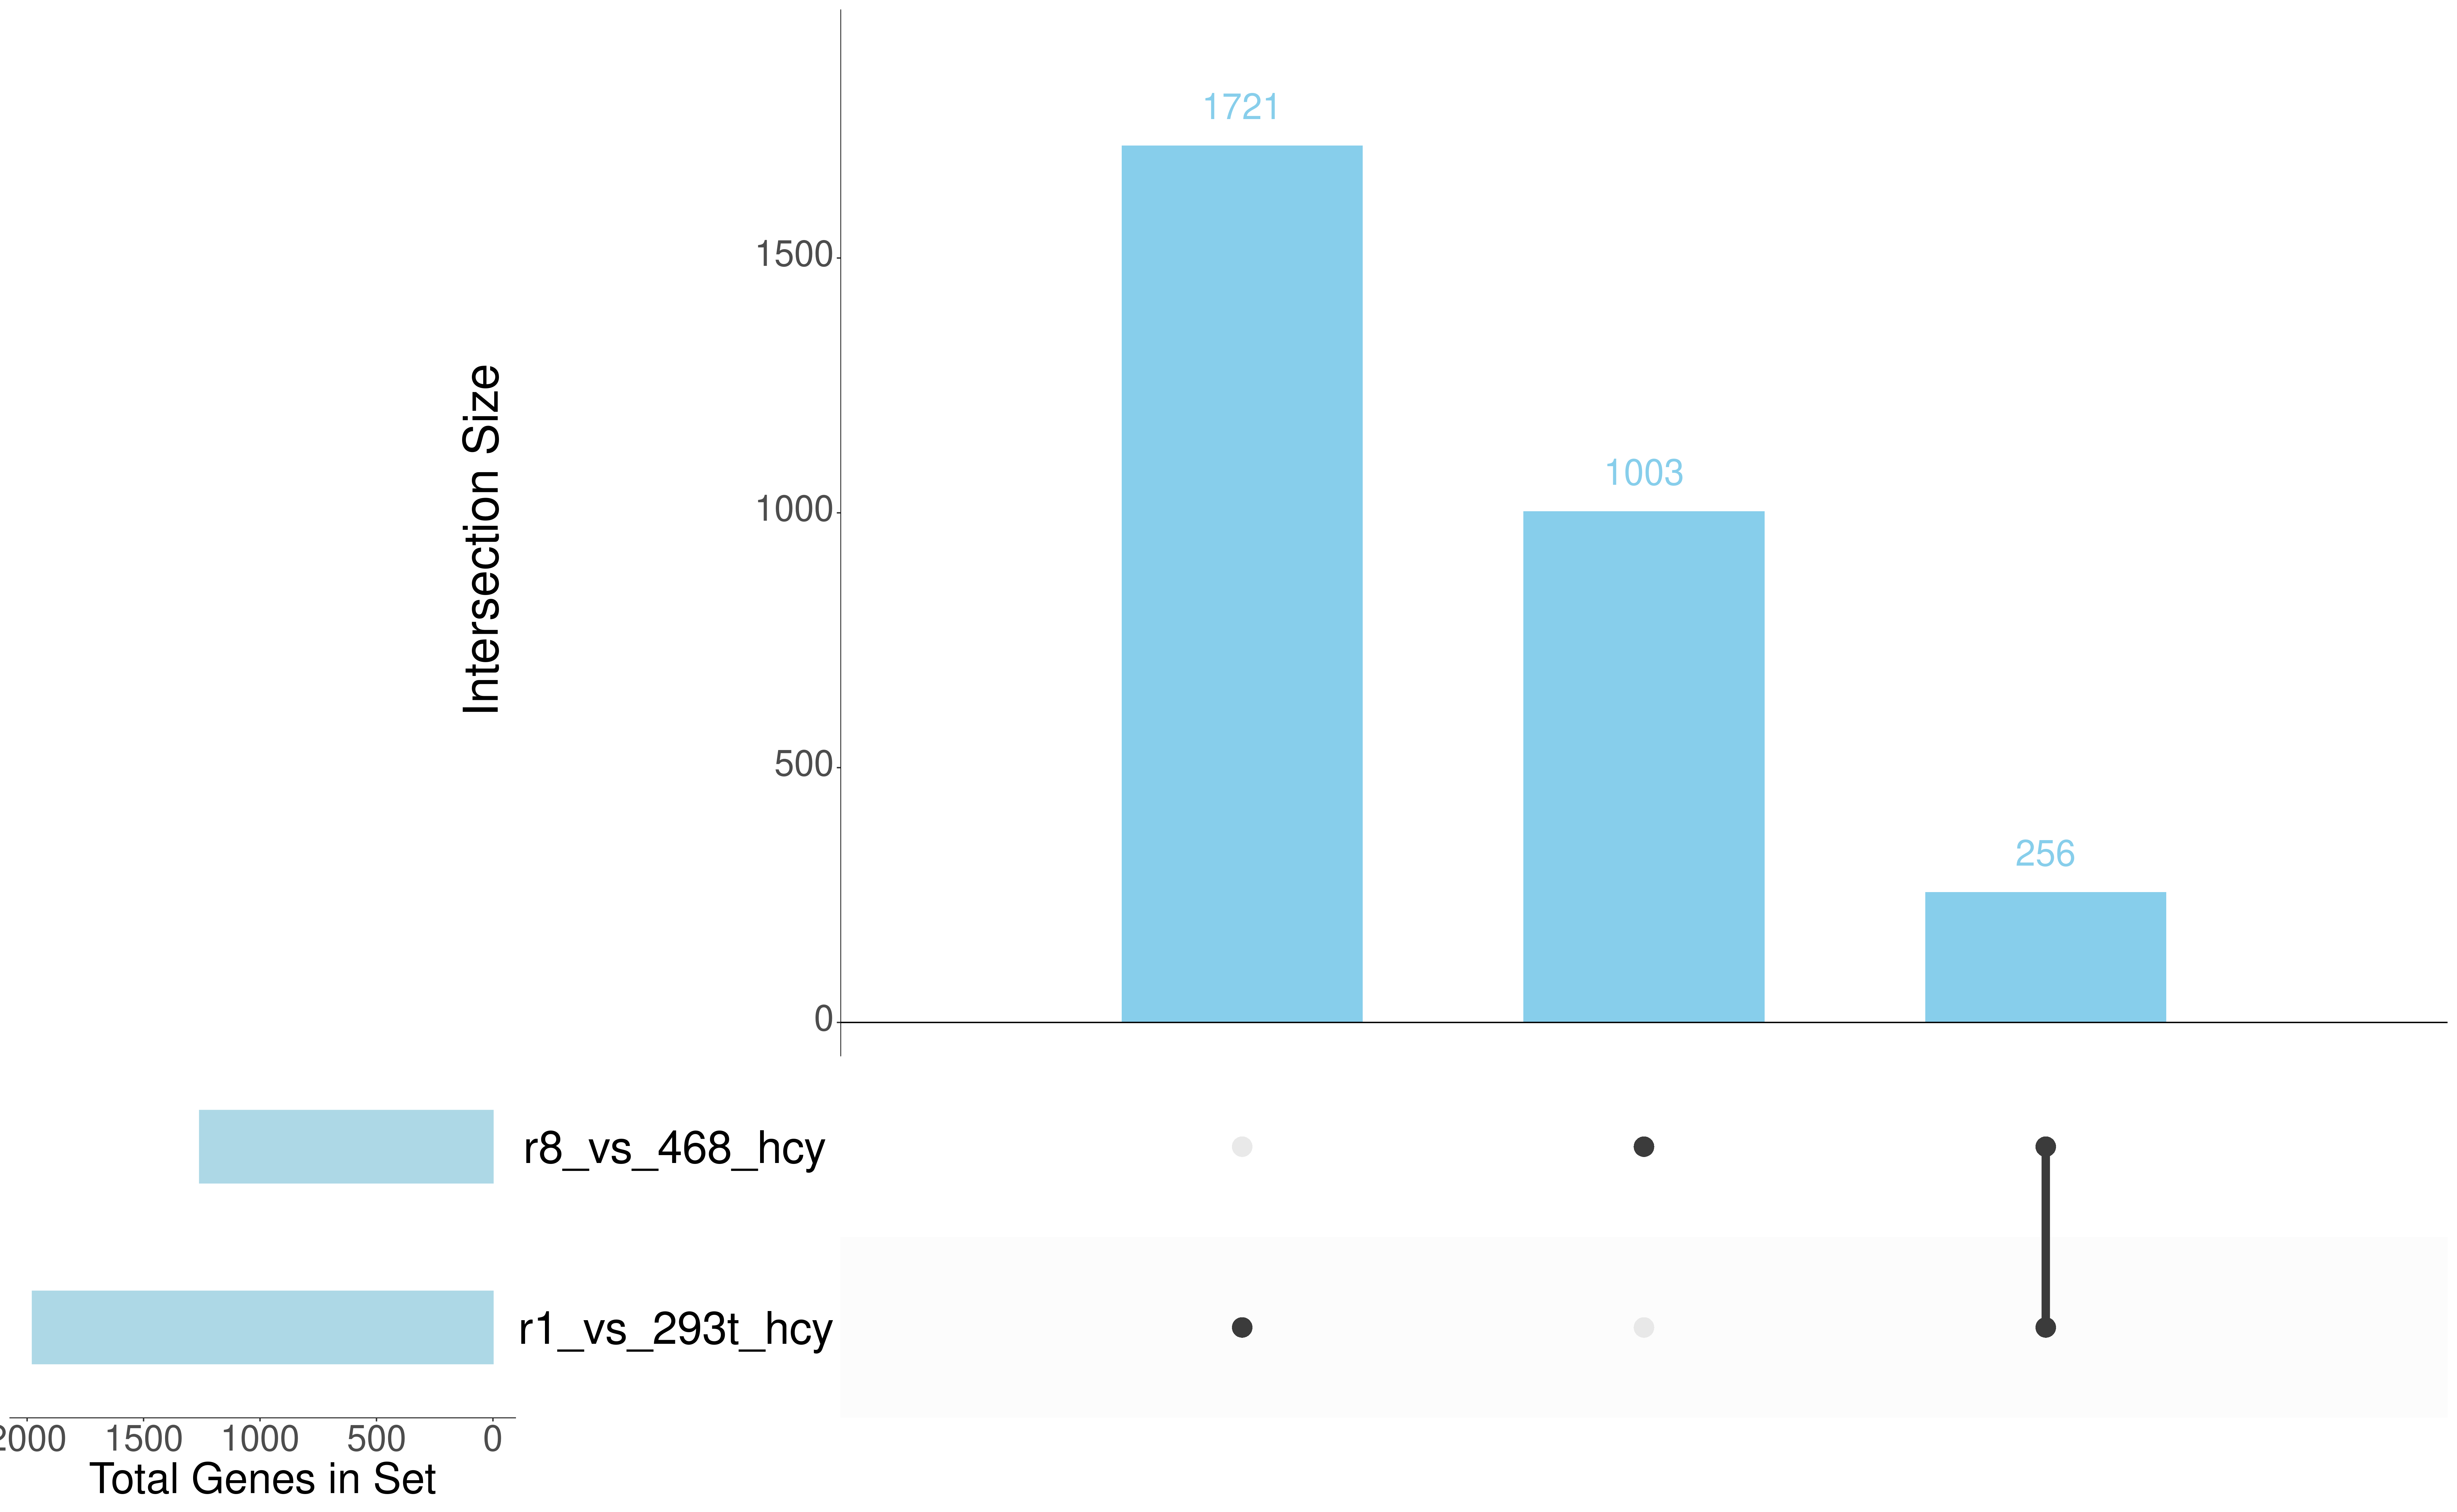 1721
1500
1003
1000
Intersection Size
500
256
0
r8_vs_468_hcy
r1_vs_293t_hcy
2000 1500 1000 500 0
Total Genes in Set